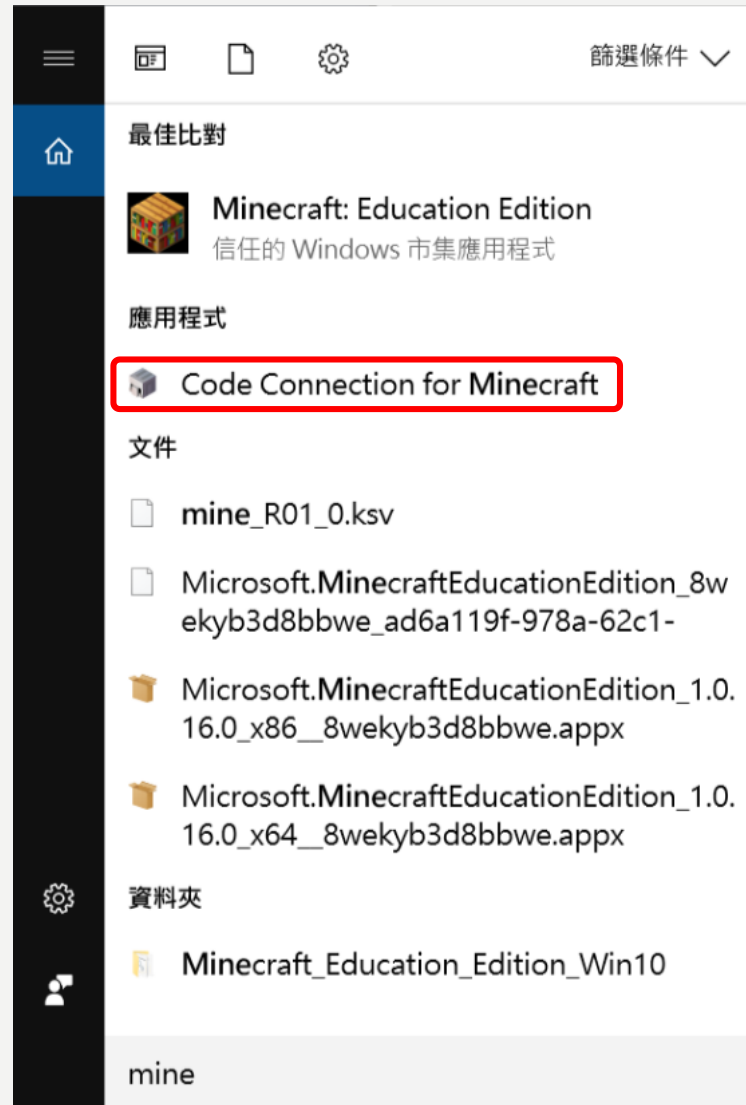 篩選條件
最佳比對
Minecraft: Education Edition
信任的 Windows 市集應用程式
應用程式
Code Connection for Minecraft
文件
mine_R01_0.ksv
Microsoft.MinecraftEducationEdition_8w
ekyb3d8bbwe_ad6a119f-978a-62c1-
Microsoft.MinecraftEducationEdition_1.0.
16.0_x86__8wekyb3d8bbwe.appx
Microsoft.MinecraftEducationEdition_1.0.
16.0_x64__8wekyb3d8bbwe.appx
資料夾
Minecraft_Education_Edition_Win10
mine